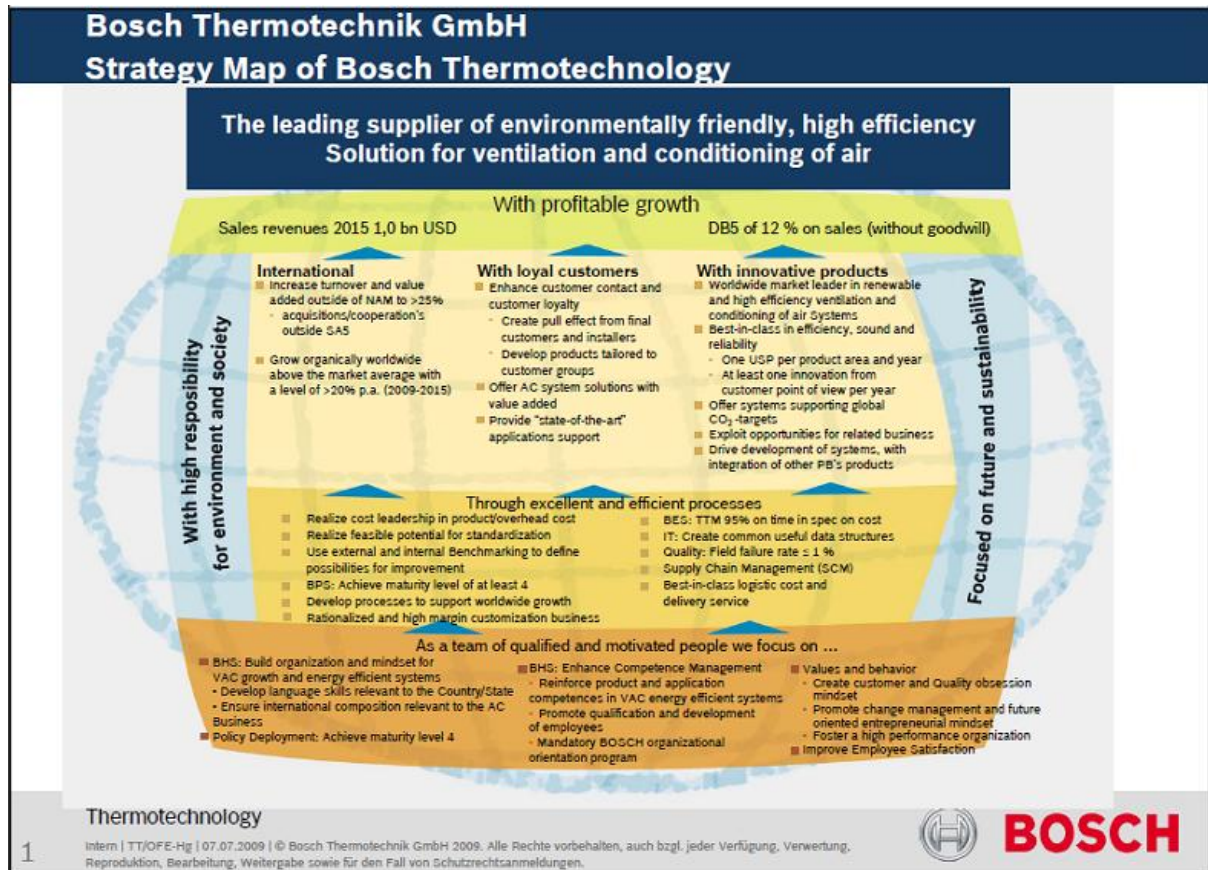 Bosch Thermotechnik GmbH
Strategy Map of Bosch Thermotechnology
The leading supplier of environmentally friendly, high efficiency
Solution for ventilation and conditioning of air
With profitable growth
Sales revenues 2015 1,0 bn USD
DB5 of 12 % on sales (without goodwill)
With high resposibility
for environment and society
International
Increase turnover and value
added outside of NAM to >25%
- acquisitions/cooperation's
outside SAS
Grow organically worldwide
above the market average with
a level of >20% p.a. (2009-2015)
With loyal customers
Enhance customer contact and
customer loyalty
- Create pull effect from final
customers and installers
- Develop products tailored to
customer groups
Offer AC system solutions with
value added
Provide "state-of-the-art"
applications support
With innovative products
Worldwide market leader in renewable
and high efficiency ventilation and
conditioning of air Systems
Best-in-class in efficiency, sound and
reliability
- One USP per product area and year
- At least one innovation from
customer point of view per year
Offer systems supporting global
CO₂-targets
Exploit opportunities for related business
Drive development of systems, with
integration of other PB's products
Focused on future and sustainability
Through excellent and efficient processes
Realize cost leadership in product/overhead cost
Realize feasible potential for standardization
Use external and internal Benchmarking to define
possibilities for improvement
BPS: Achieve maturity level of at least 4
Develop processes to support worldwide growth
Rationalized and high margin customization business
BES: TTM 95% on time in spec on cost
IT: Create common useful data structures
Quality: Field failure rate ≤ 1 %
Supply Chain Management (SCM)
Best-in-class logistic cost and
delivery service
As a team of qualified and motivated people we focus on ...
BHS: Build organization and mindset for
VAC growth and energy efficient systems
• Develop language skills relevant to the Country/State
• Ensure international composition relevant to the AC
Business
Policy Deployment: Achieve maturity level 4
BHS: Enhance Competence Management
- Reinforce product and application
competences in VAC energy efficient systems
- Promote qualification and development
of employees
- Mandatory BOSCH organizational
orientation program
Values and behavior
- Create customer and Quality obsession
mindset
- Promote change management and future
oriented entrepreneurial mindset
- Foster a high performance organization
Improve Employee Satisfaction
Thermotechnology
1
Intern | TT/OFE-Hg | 07.07.2009 | © Bosch Thermotechnik GmbH 2009. Alle Rechte vorbehalten, auch bzgl. jeder Verfügung, Verwertung,
Reproduktion, Bearbeitung, Weitergabe sowie für den Fall von Schutzrechtsanmeldungen.
BOSCH